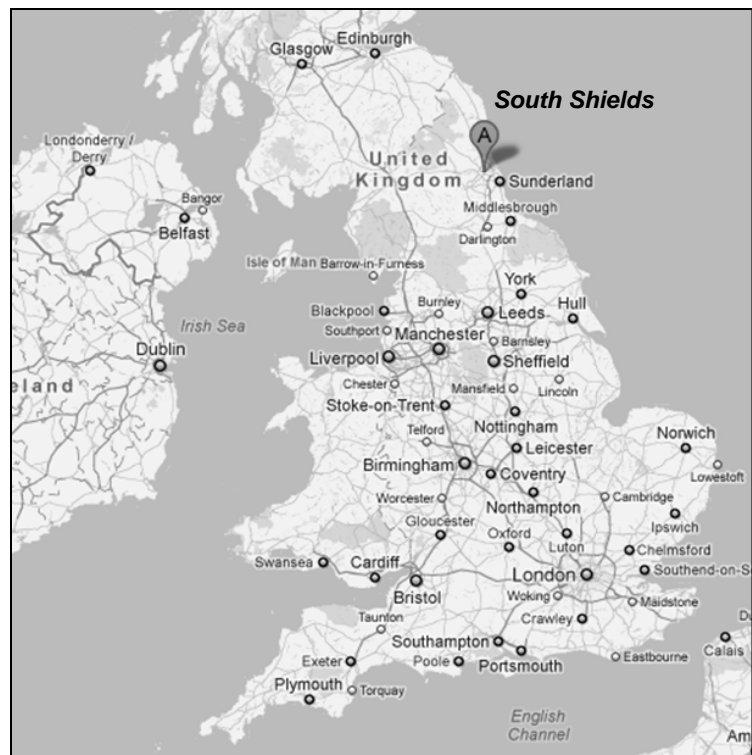 Edinburgh
Glasgow
South Shields
A
Londonderry /
Derry
United
Kingdom
Sunderland
Bangor
Middlesbrough
Belfast
Darlington
Isle of Man
Barrow-in-Furness
York
Blackpool
Burnley
Leeds
Hull
Irish Sea
Southport
Manchester
Barnsley
Dublin
Liverpool
Sheffield
eland
Chester
Mansfield
Lincoln
Stoke-on-Trent
Nottingham
Telford
Leicester
Norwich
Birmingham
Coventry
Lowestoft
Worcester
Northampton
Cambridge
Gloucester
Ipswich
Oxford
Luton
Chelmsford
Swansea
Cardiff
London
Southend-on-Se
Bristol
Woking
Maidstone
Taunton
Crawley
Du
Southampton
Calais
Exeter
Poole
Portsmouth
Eastbourne
Plymouth
Torquay
English
Channel
Am